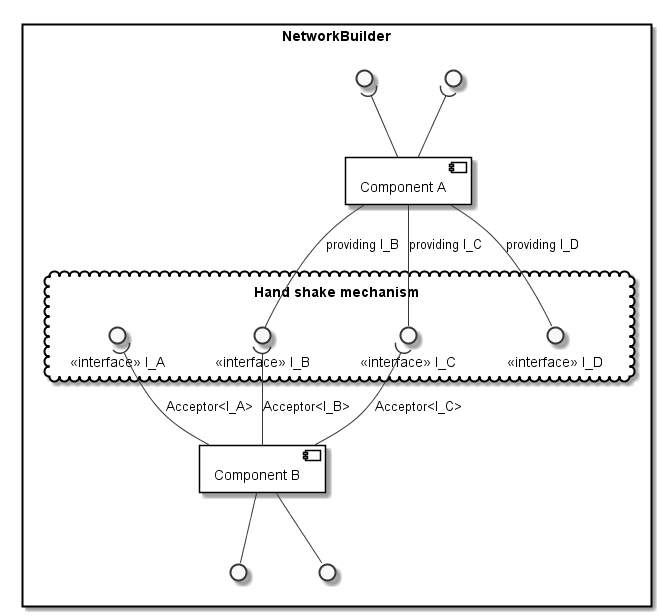 NetworkBuilder
Component A
providing I_B
providing I_C
providing I_D
Hand shake mechanism
«interface» I_A
«interface» I_B
«interface» I_C
«interface» I_D
Acceptor<I_A>
Acceptor<I_B>
Acceptor<I_C>
Component B